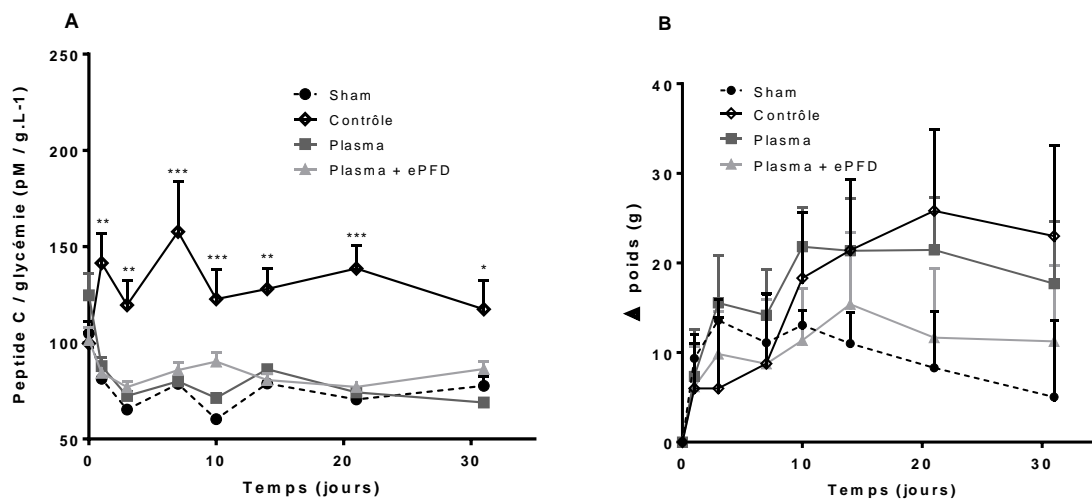 A
Peptide C / glycémie (pM / g.L-1)
250
200
150
100
50
Sham
Contrôle
Plasma
Plasma + ePFD
**
**
***
***
**
***
*
0
10
20
30
Temps (jours)
B
▲ poids (g)
40
30
20
10
0
Sham
Contrôle
Plasma
Plasma + ePFD
0
10
20
30
Temps (jours)